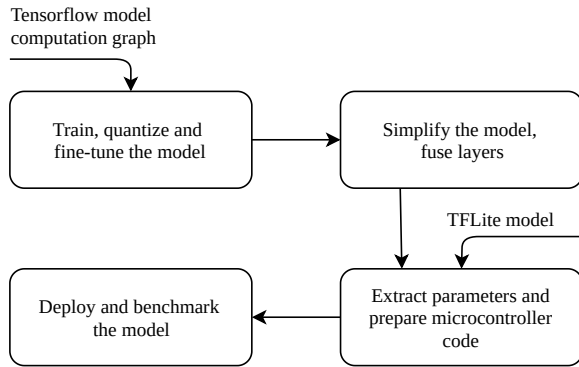 Tensorflow model
computation graph
Train, quantize and
fine-tune the model
Simplify the model,
fuse layers
TFLite model
Extract parameters and
prepare microcontroller
code
Deploy and benchmark
the model